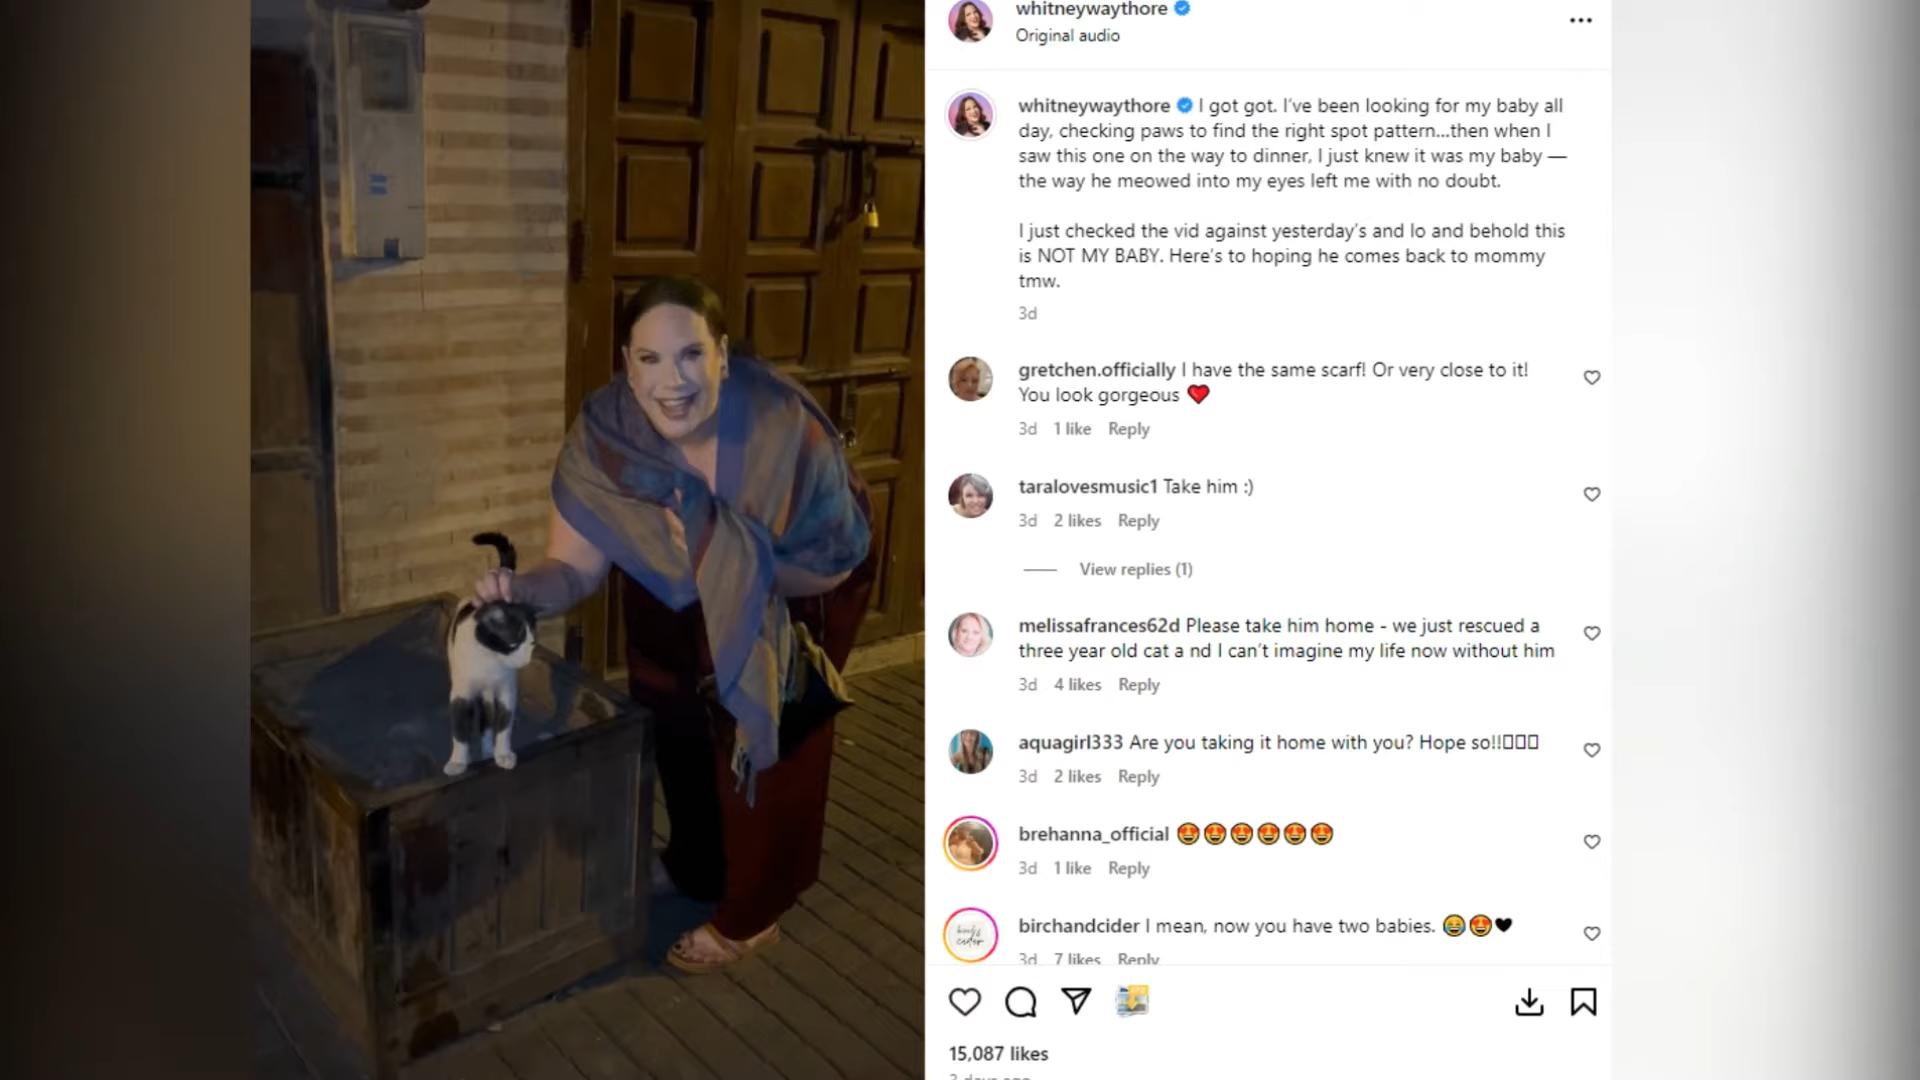 whitneywaythore
Original audio
whitneywaythore I got got. I've been looking for my baby all
day, checking paws to find the right spot pattern...then when I
saw this one on the way to dinner, I just knew it was my baby —
the way he meowed into my eyes left me with no doubt.
I just checked the vid against yesterday's and lo and behold this
is NOT MY BABY. Here's to hoping he comes back to mommy
tmw.
3d
gretchen.officially I have the same scarf! Or very close to it!
You look gorgeous ❤️
3d 1 like Reply
taralovesmusic1 Take him :)
3d 2 likes Reply
View replies (1)
melissafrances62d Please take him home - we just rescued a
three year old cat a nd I can't imagine my life now without him
3d 4 likes Reply
aquagirl333 Are you taking it home with you? Hope so!!▯▯▯
3d 2 likes Reply
brehanna_official 😍😍😍😍😍😍
3d 1 like Reply
birchandcider I mean, now you have two babies. 😂😍🖤
3d 7 likes Reply
15,087 likes
3 days ago